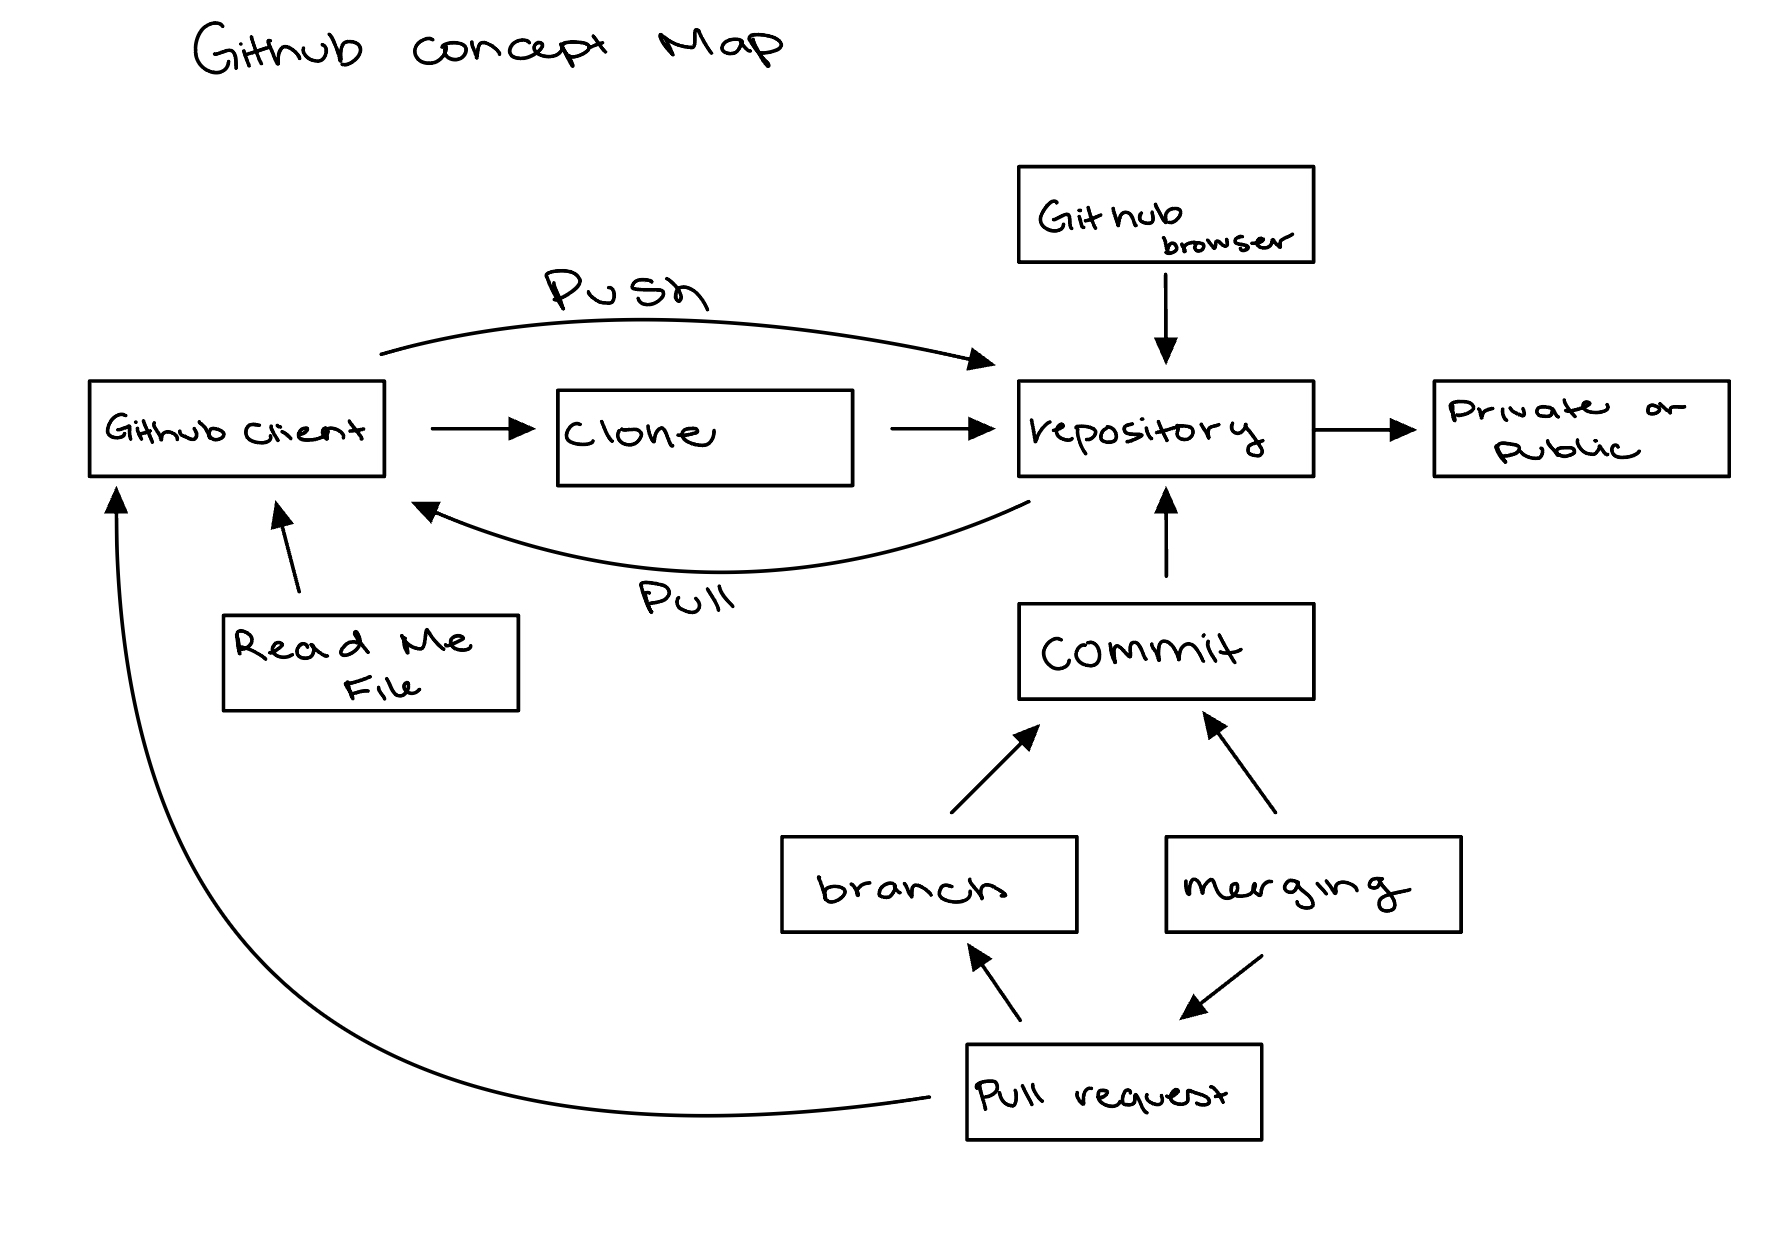 Github concept Map
Github
browser
Push
Github client
clone
repository
Private or
public
Pull
Read Me
File
Commit
branch
merging
Pull request